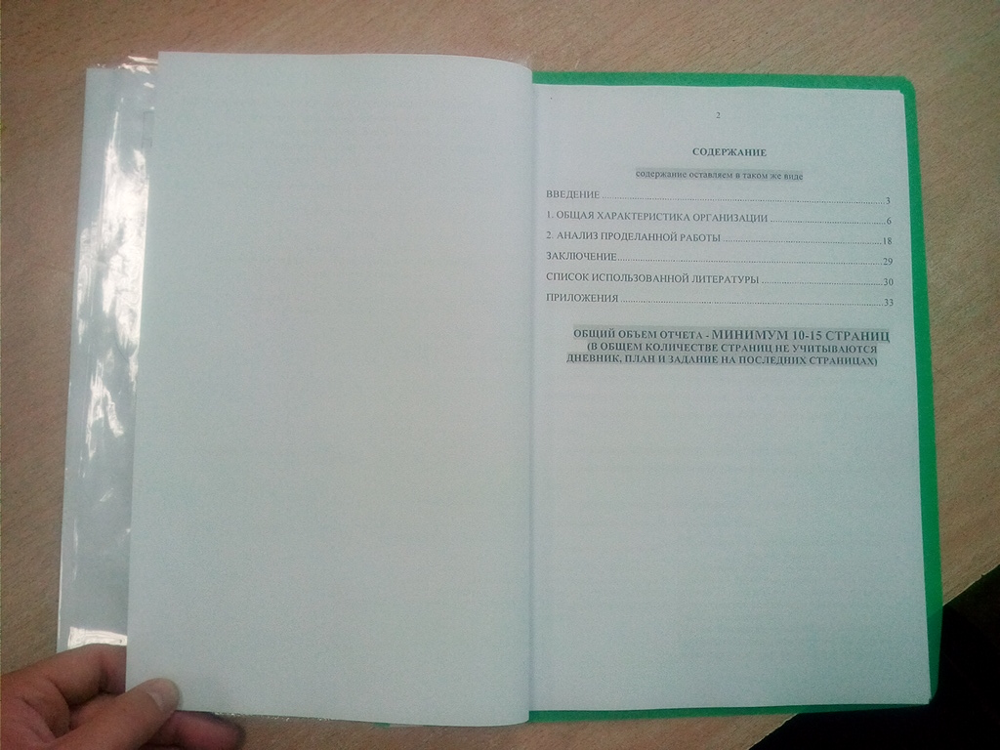 2
СОДЕРЖАНИЕ
содержание оставляем в таком же виде
ВВЕДЕНИЕ 3
1. ОБЩАЯ ХАРАКТЕРИСТИКА ОРГАНИЗАЦИИ 6
2. АНАЛИЗ ПРОДЕЛАННОЙ РАБОТЫ 18
ЗАКЛЮЧЕНИЕ 29
СПИСОК ИСПОЛЬЗОВАННОЙ ЛИТЕРАТУРЫ 30
ПРИЛОЖЕНИЯ 33
ОБЩИЙ ОБЪЕМ ОТЧЕТА - МИНИМУМ 10-15 СТРАНИЦ
(В ОБЩЕМ КОЛИЧЕСТВЕ СТРАНИЦ НЕ УЧИТЫВАЮТСЯ
ДНЕВНИК, ПЛАН И ЗАДАНИЕ НА ПОСЛЕДНИХ СТРАНИЦАХ)